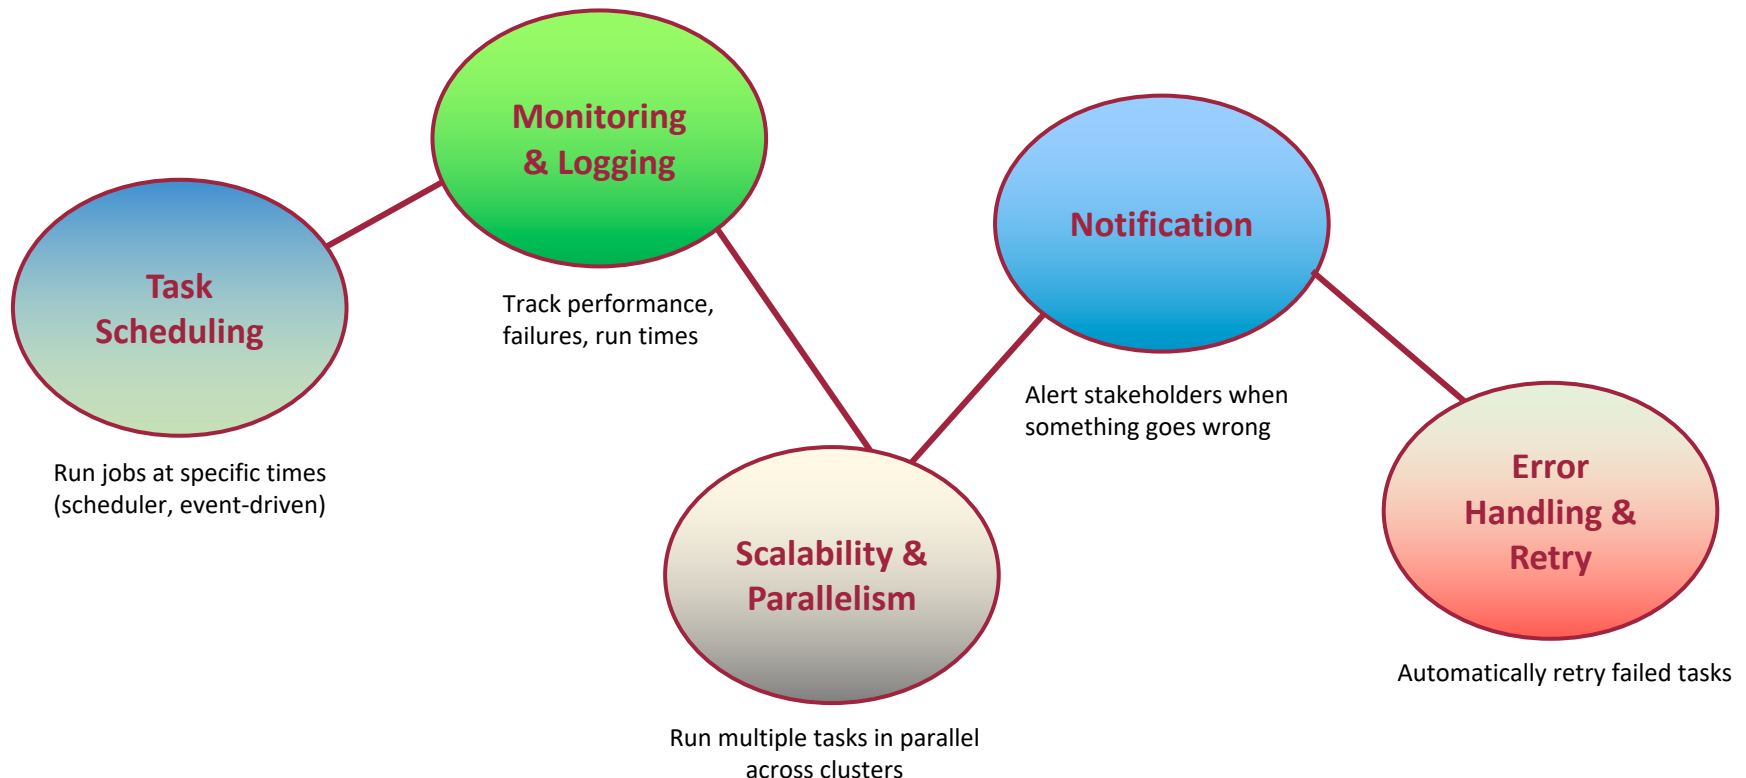 Task
Scheduling
Run jobs at specific times
(scheduler, event-driven)
Monitoring
& Logging
Track performance,
failures, run times
Scalability &
Parallelism
Run multiple tasks in parallel
across clusters
Notification
Alert stakeholders when
something goes wrong
Error
Handling &
Retry
Automatically retry failed tasks